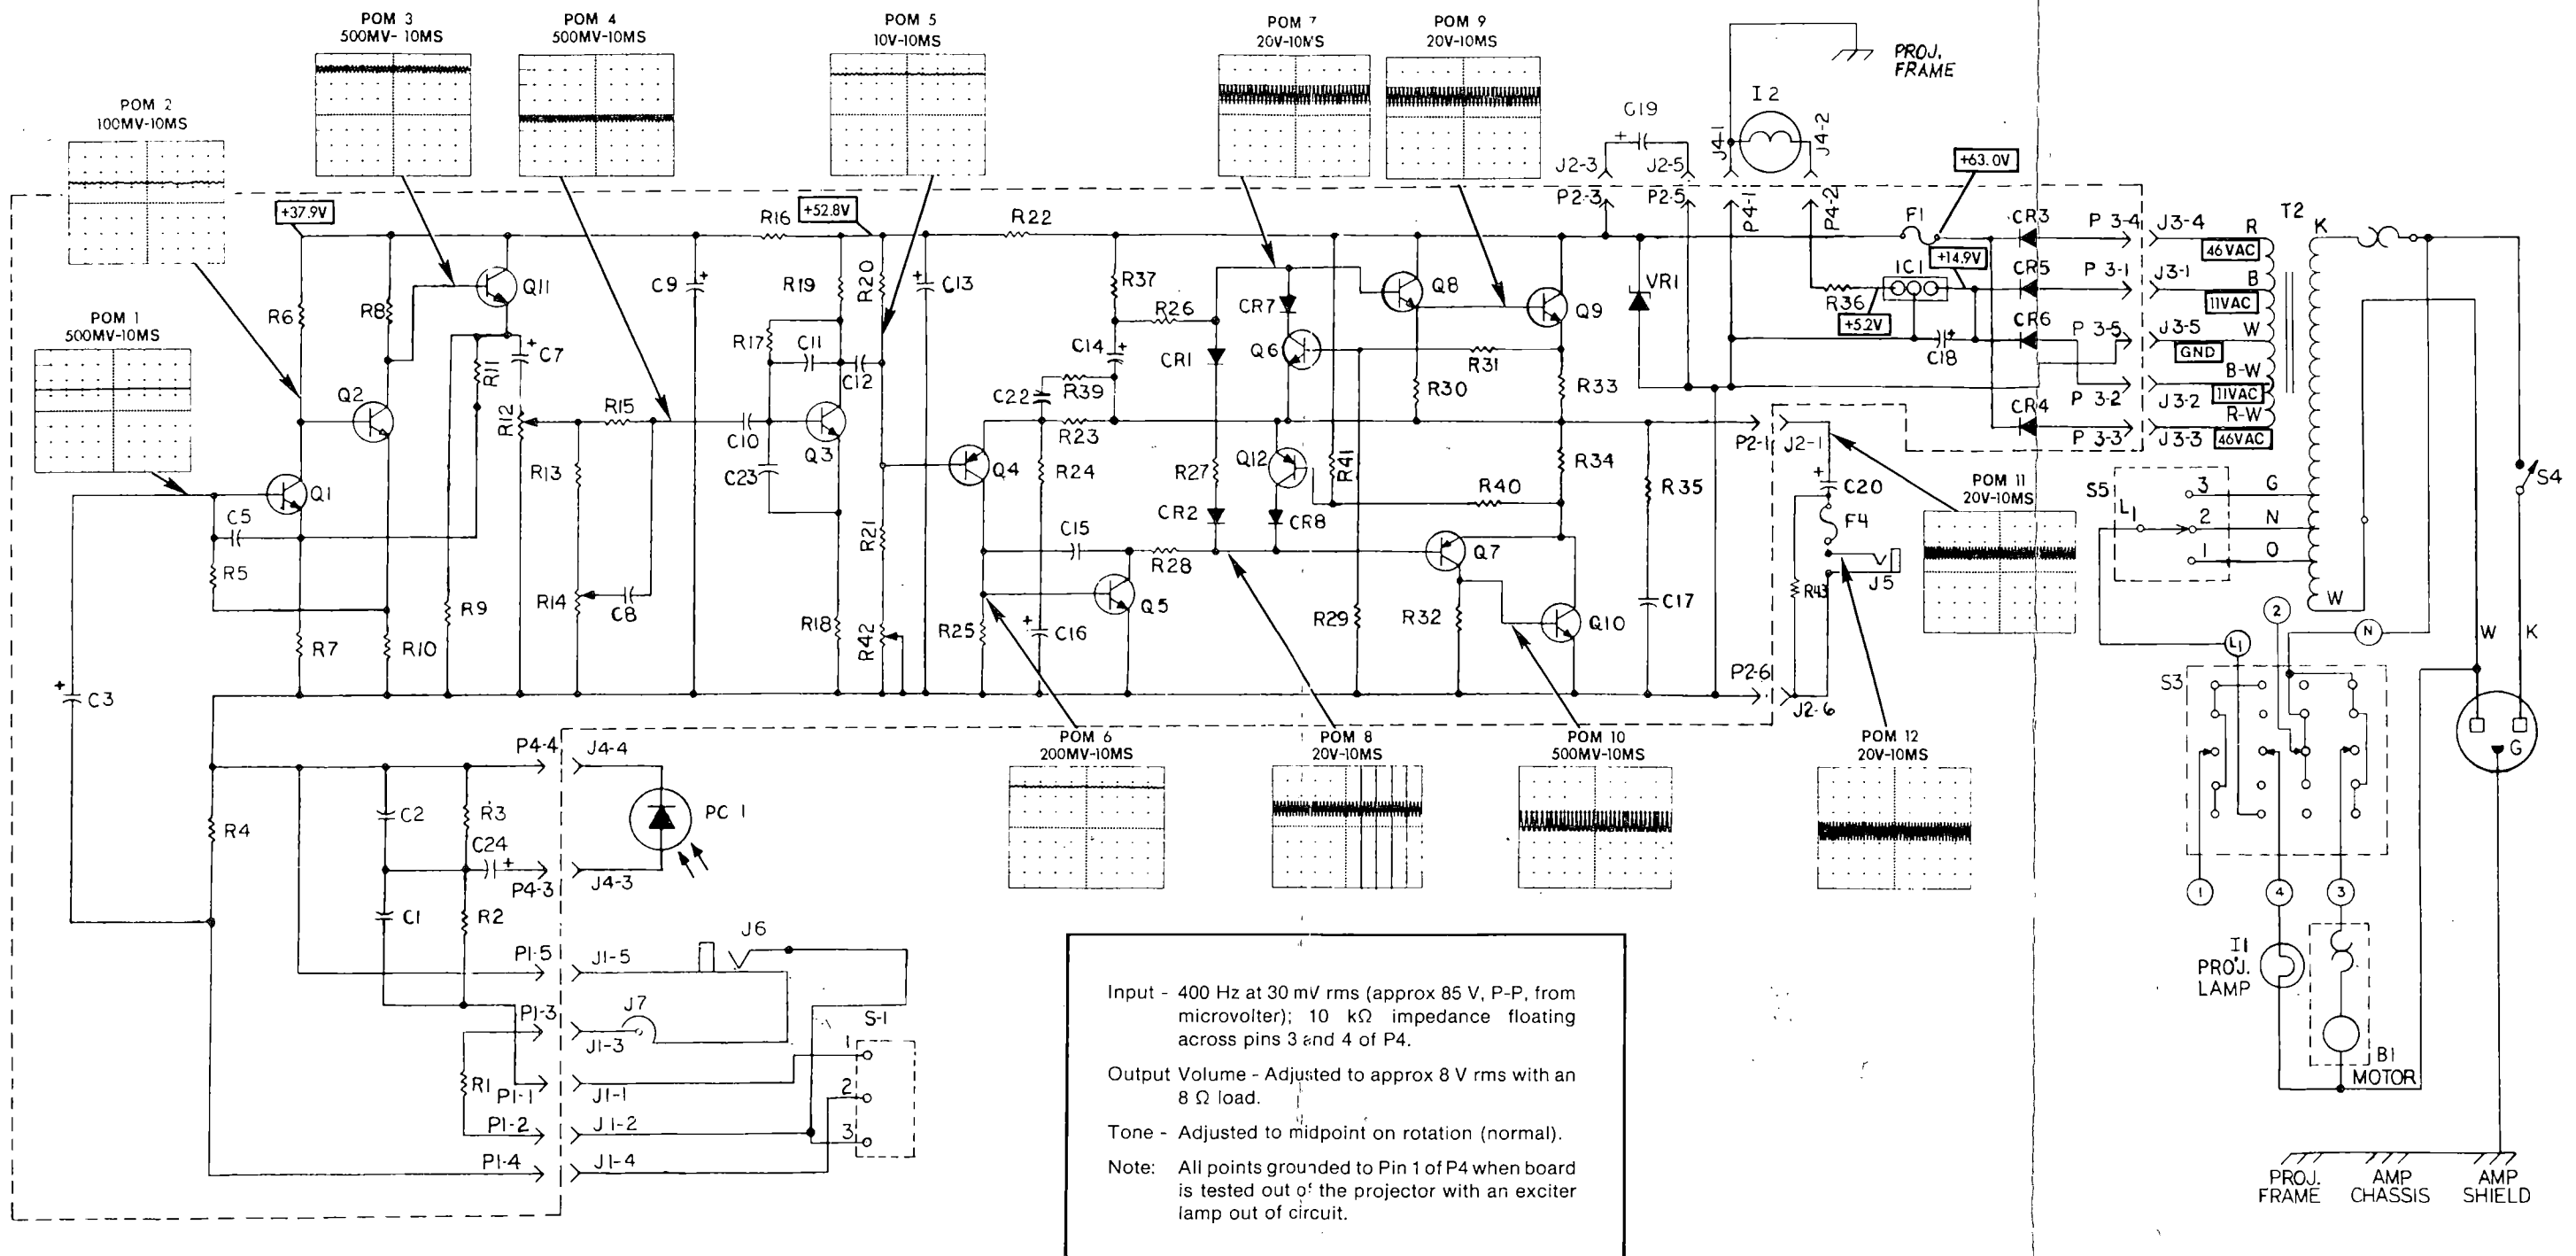 POM 1
500MV-10MS
POM 2
100MV-10MS
POM 3
500MV- 10MS
POM 4
500MV-10MS
POM 5
10V-10MS
POM 7
20V-10MS
POM 9
20V-10MS
PROJ.
FRAME
I 2
C19
+
J2-3
J2-5
J4-1
J4-2
P2-3
P2-5
P4-1
P4-2
+63.0V
+37.9V
R16
+52.8V
R22
F1
CR3
P 3-4
J3-4
R
46VAC
T2
K
+14.9V
IC1
CR5
P 3-1
J3-1
B
11VAC
R36
+5.2V
CR6
P 3-5
J3-5
W
GND
C18
+
B-W
11VAC
P 3-2
J3-2
R-W
CR4
P 3-3
J3-3
46VAC
R6
R8
Q11
C9
+
R19
R20
C13
+
R37
R26
CR7
Q8
Q9
VR1
R17
C11
C12
C14
+
CR1
Q6
R31
R30
R33
R11
C7
+
Q2
R12
R15
C10
Q3
C22
R39
R23
P2-1
J2-1
Q1
R13
C23
Q4
R24
R27
Q12
R41
R34
R40
R35
C20
+
POM 11
20V-10MS
S5
L1
3
G
2
N
1
O
S4
F4
C5
R5
R14
C8
R9
R21
C15
R28
CR2
CR8
Q7
J5
R43
W
R7
R10
R18
R42
R25
C16
+
Q5
R29
R32
Q10
C17
2
N
L1
W
K
C3
+
P2-6
J2-6
S3
G
P4-4
J4-4
POM 6
200MV-10MS
POM 8
20V-10MS
POM 10
500MV-10MS
POM 12
20V-10MS
R4
C2
R3
C24
+
PC 1
P4-3
J4-3
C1
R2
1
4
3
P1-5
J1-5
J6
I1
PROJ.
LAMP
P1-3
J1-3
J7
S-1
1
2
3
R1
P1-1
J1-1
P1-2
J1-2
P1-4
J1-4
B1
MOTOR
Input - 400 Hz at 30 mV rms (approx 85 V, P-P, from
microvolter); 10 kΩ impedance floating
across pins 3 and 4 of P4.
Output Volume - Adjusted to approx 8 V rms with an
8 Ω load.
Tone - Adjusted to midpoint on rotation (normal).
Note: All points grounded to Pin 1 of P4 when board
is tested out of the projector with an exciter
lamp out of circuit.
PROJ.
FRAME
AMP
CHASSIS
AMP
SHIELD